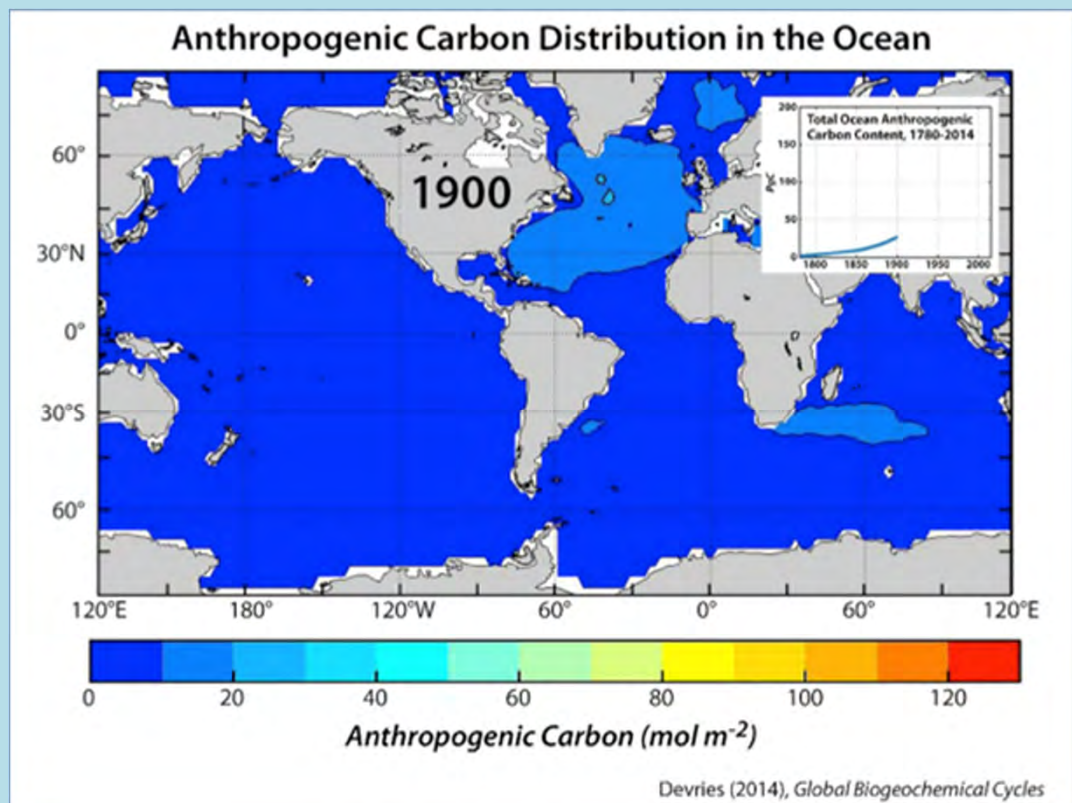 Anthropogenic Carbon Distribution in the Ocean
Total Ocean Anthropogenic
Carbon Content, 1780-2014
200
150
100
50
0
PgC
1800 1850 1900 1950 2000
1900
60°
30°N
0°
30°S
60°
120°E 180° 120°W 60° 0° 60° 120°E
0 20 40 60 80 100 120
Anthropogenic Carbon (mol m-2)
Devries (2014), Global Biogeochemical Cycles